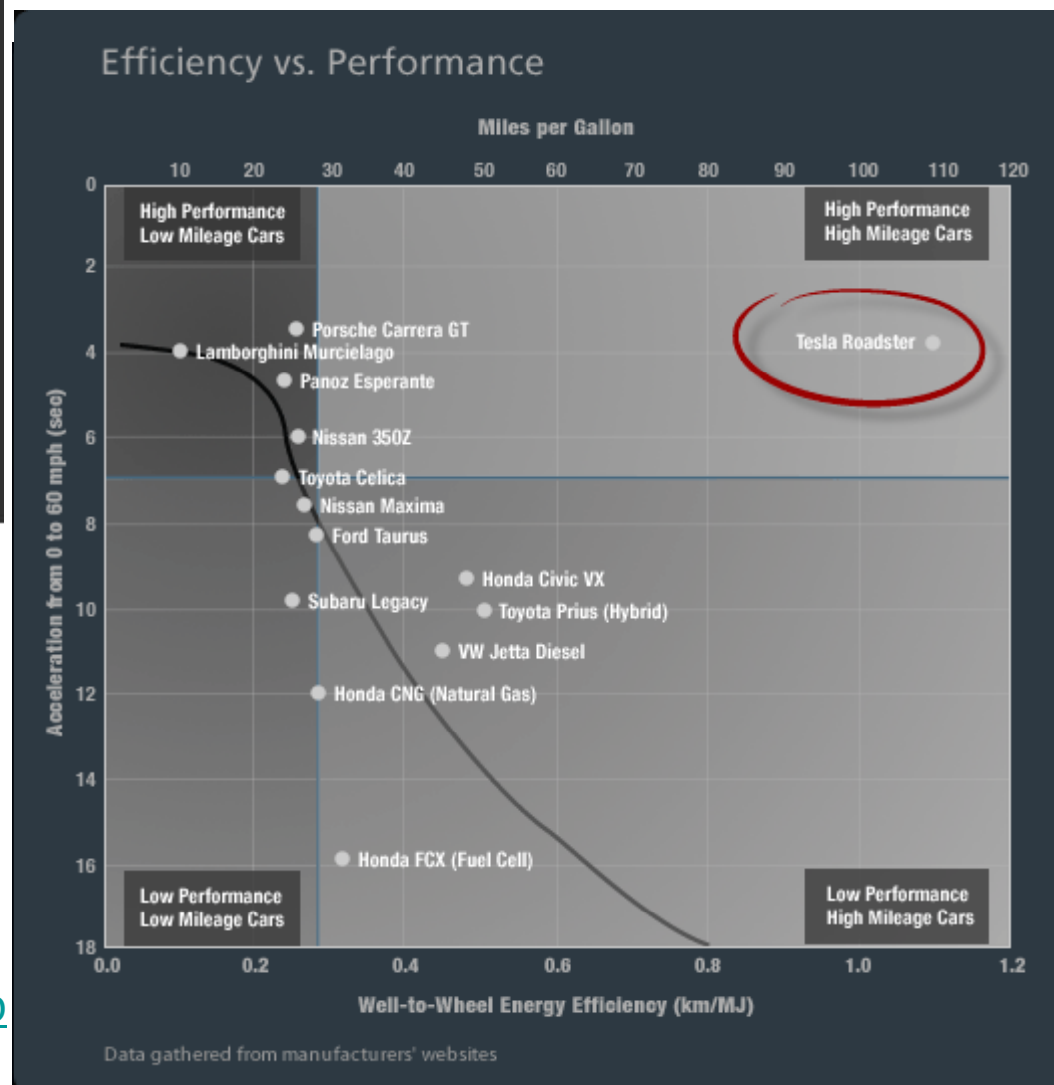 Efficiency vs. Performance
Miles per Gallon
10 20 30 40 50 60 70 80 90 100 110 120
0
High Performance
Low Mileage Cars
High Performance
High Mileage Cars
2
Porsche Carrera GT
Tesla Roadster
4
Lamborghini Murcielago
Panoz Esperante
6
Nissan 350Z
Toyota Celica
Nissan Maxima
8
Ford Taurus
Honda Civic VX
10
Subaru Legacy
Toyota Prius (Hybrid)
VW Jetta Diesel
12
Honda CNG (Natural Gas)
14
16
Honda FCX (Fuel Cell)
Low Performance
Low Mileage Cars
Low Performance
High Mileage Cars
18
Acceleration from 0 to 60 mph (sec)
0.0 0.2 0.4 0.6 0.8 1.0 1.2
Well-to-Wheel Energy Efficiency (km/MJ)
Data gathered from manufacturers' websites